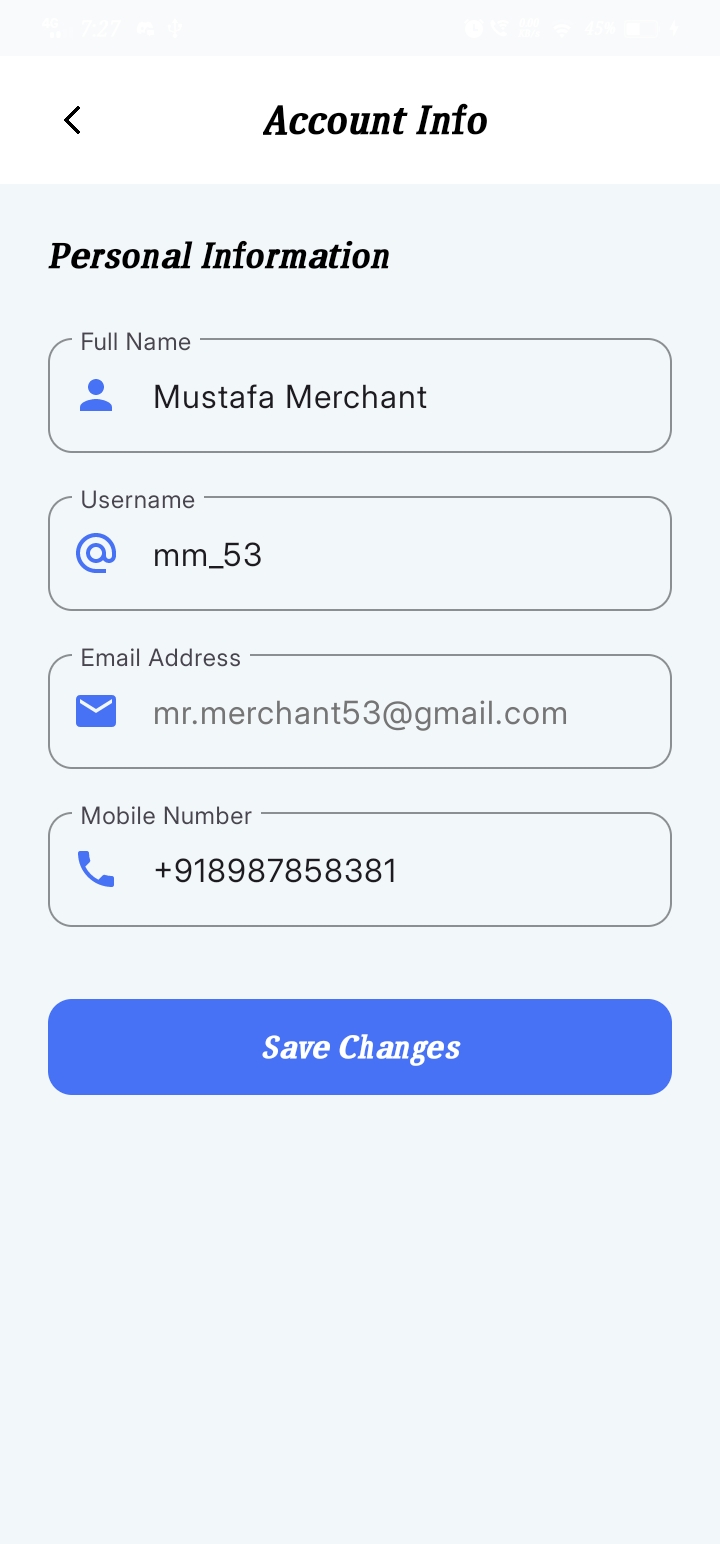 7:27 45%
Account Info
Personal Information
Full Name
Mustafa Merchant
Username
mm_53
Email Address
mr.merchant53@gmail.com
Mobile Number
+918987858381
Save Changes